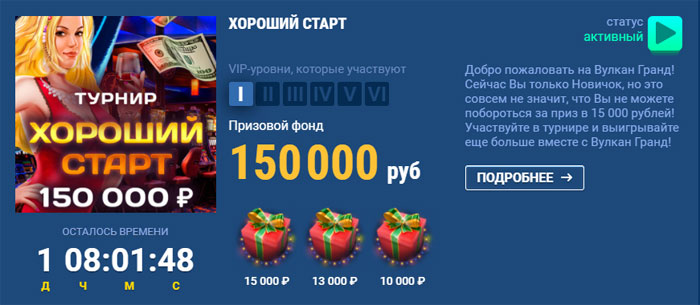 ТУРНИР
ХОРОШИЙ
СТАРТ
150 000 ₽
ОСТАЛОСЬ ВРЕМЕНИ
1 08:01:48
Д Ч М С
ХОРОШИЙ СТАРТ
VIP-уровни, которые участвуют
I II III IV V VI
Призовой фонд
150 000 руб
15 000 ₽ 13 000 ₽ 10 000 ₽
статус
активный
Добро пожаловать на Вулкан Гранд!
Сейчас Вы только Новичок, но это
совсем не значит, что Вы не можете
побороться за приз в 15 000 рублей!
Участвуйте в турнире и выигрывайте
еще больше вместе с Вулкан Гранд!
ПОДРОБНЕЕ →